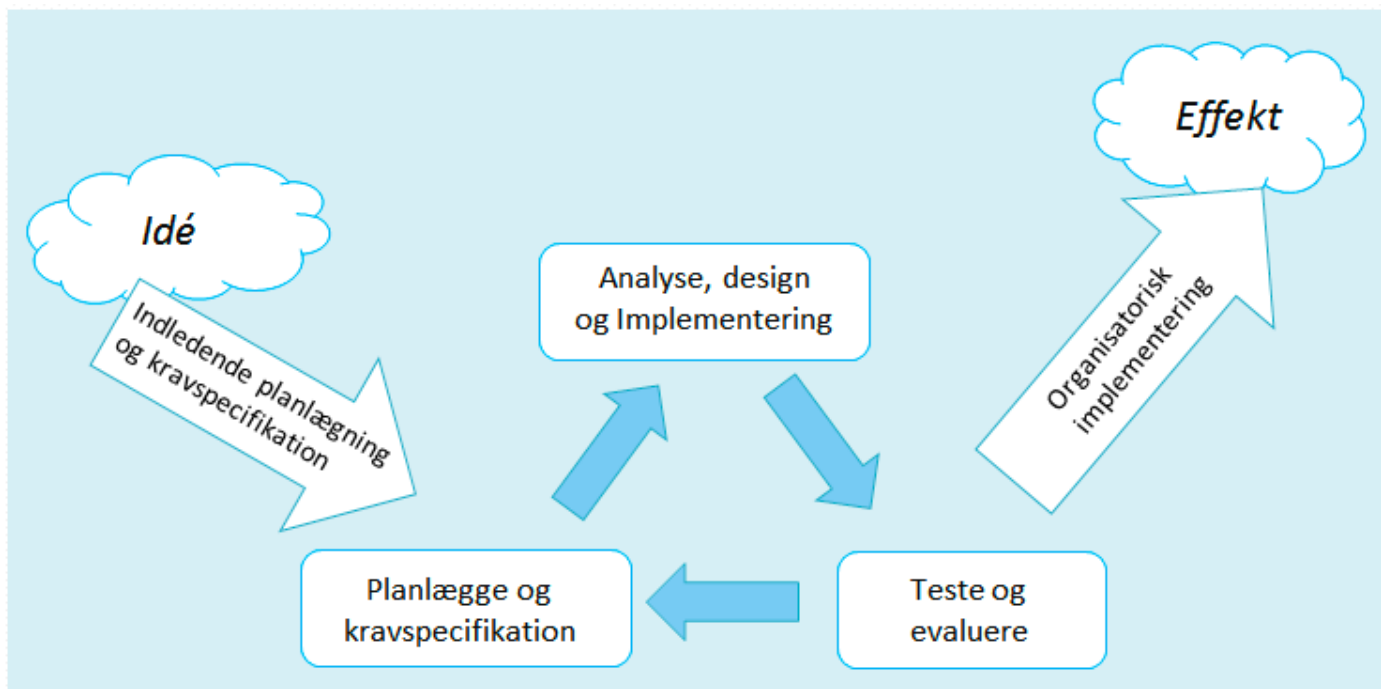 Idé
Indledende planlægning
og kravspecifikation
Analyse, design
og Implementering
Planlægge og
kravspecifikation
Teste og
evaluere
Organisatorisk
implementering
Effekt